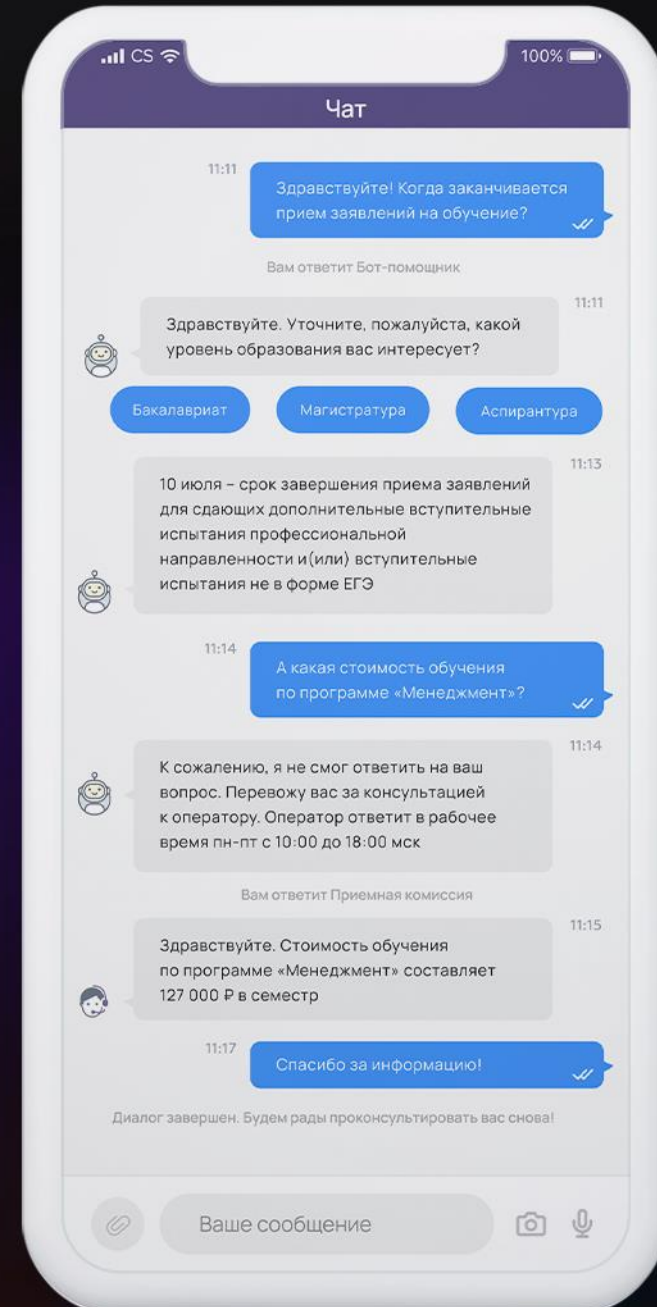 CS
100%
Чат
11:11
Здравствуйте! Когда заканчивается
прием заявлений на обучение?
Вам ответит Бот-помощник
11:11
Здравствуйте. Уточните, пожалуйста, какой
уровень образования вас интересует?
Бакалавриат
Магистратура
Аспирантура
11:13
10 июля – срок завершения приема заявлений
для сдающих дополнительные вступительные
испытания профессиональной
направленности и(или) вступительные
испытания не в форме ЕГЭ
11:14
А какая стоимость обучения
по программе «Менеджмент»?
11:14
К сожалению, я не смог ответить на ваш
вопрос. Перевожу вас за консультацией
к оператору. Оператор ответит в рабочее
время пн-пт с 10:00 до 18:00 мск
Вам ответит Приемная комиссия
11:15
Здравствуйте. Стоимость обучения
по программе «Менеджмент» составляет
127 000 ₽ в семестр
11:17
Спасибо за информацию!
Диалог завершен. Будем рады проконсультировать вас снова!
Ваше сообщение